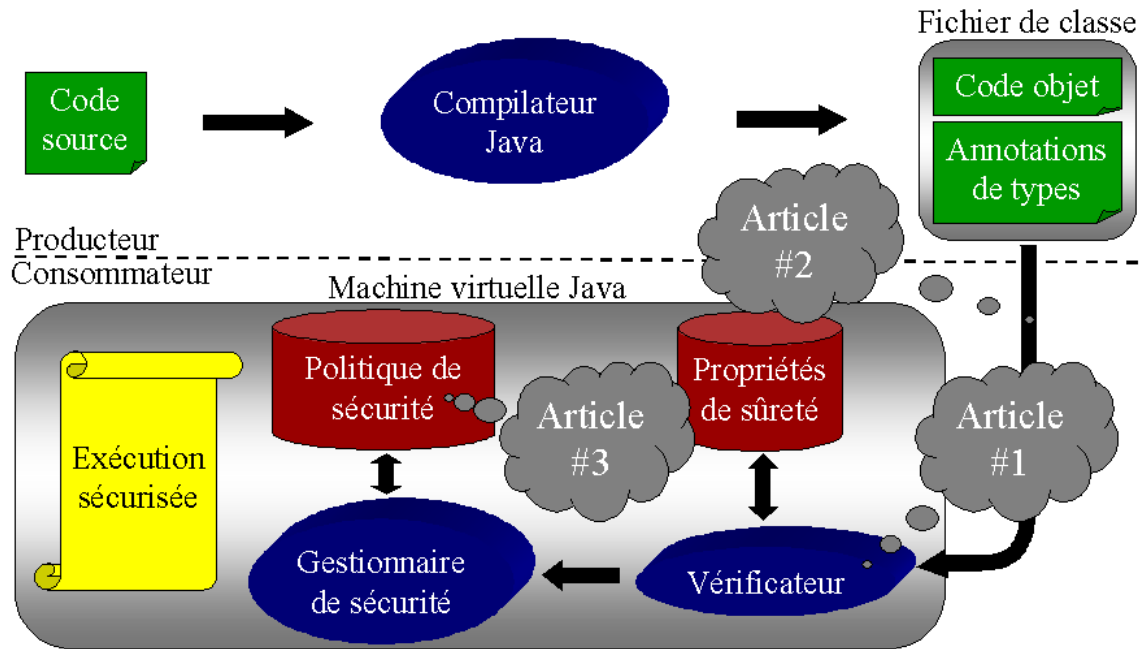 Fichier de classe
Code
source
Compilateur
Java
Code objet
Annotations
de types
Article
#2
Producteur
Consommateur
Machine virtuelle Java
Politique de
sécurité
Propriétés
de sûreté
Article
#3
Article
#1
Exécution
sécurisée
Gestionnaire
de sécurité
Vérificateur